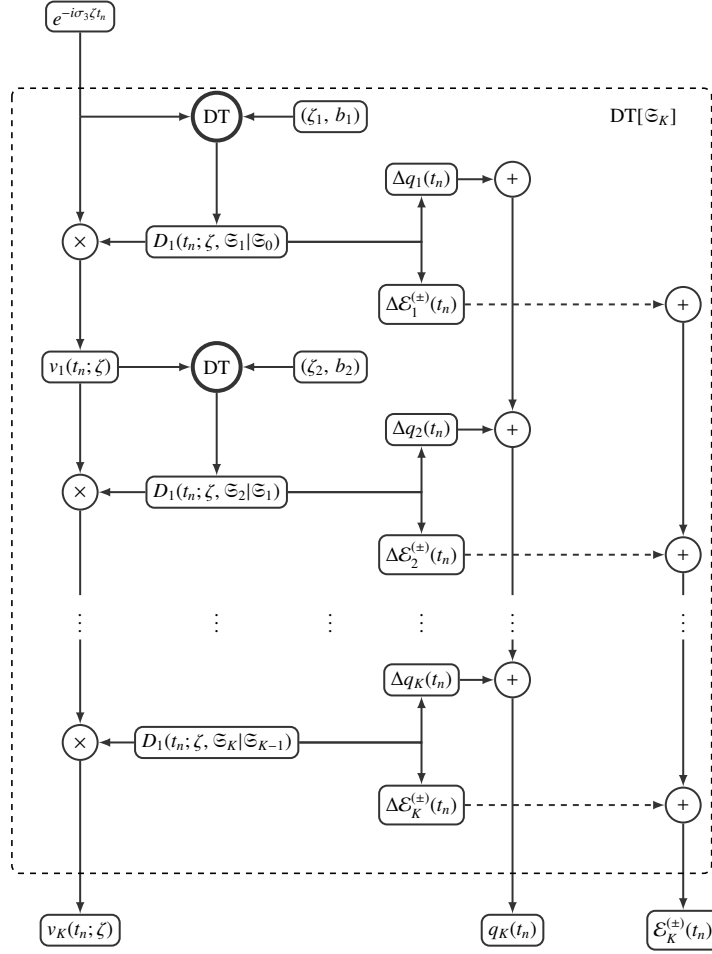 e^{-iσ_3ζt_n}
DT (ζ_1, b_1) DT[𝔖_K]
Δq_1(t_n) +
× D_1(t_n; ζ, 𝔖_1|𝔖_0)
Δℰ_1^{(±)}(t_n) +
v_1(t_n; ζ) DT (ζ_2, b_2)
Δq_2(t_n) +
× D_1(t_n; ζ, 𝔖_2|𝔖_1)
Δℰ_2^{(±)}(t_n) +
⋮ ⋮ ⋮ ⋮ ⋮ ⋮
Δq_K(t_n) +
× D_1(t_n; ζ, 𝔖_K|𝔖_{K−1})
Δℰ_K^{(±)}(t_n) +
v_K(t_n; ζ) q_K(t_n) ℰ_K^{(±)}(t_n)